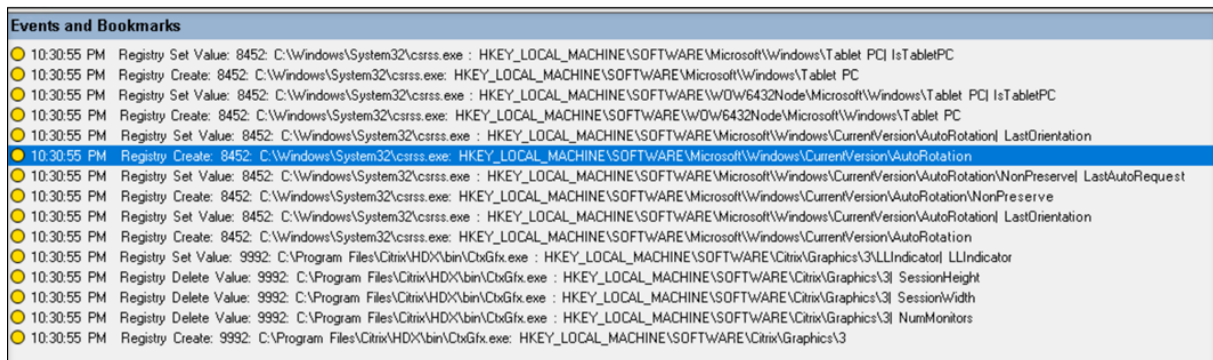 Events and Bookmarks
10:30:55 PM Registry Set Value: 8452: C:\Windows\System32\csrss.exe : HKEY_LOCAL_MACHINE\SOFTWARE\Microsoft\Windows\Tablet PC| IsTabletPC
10:30:55 PM Registry Create: 8452: C:\Windows\System32\csrss.exe: HKEY_LOCAL_MACHINE\SOFTWARE\Microsoft\Windows\Tablet PC
10:30:55 PM Registry Set Value: 8452: C:\Windows\System32\csrss.exe : HKEY_LOCAL_MACHINE\SOFTWARE\WOW6432Node\Microsoft\Windows\Tablet PC| IsTabletPC
10:30:55 PM Registry Create: 8452: C:\Windows\System32\csrss.exe: HKEY_LOCAL_MACHINE\SOFTWARE\WOW6432Node\Microsoft\Windows\Tablet PC
10:30:55 PM Registry Set Value: 8452: C:\Windows\System32\csrss.exe : HKEY_LOCAL_MACHINE\SOFTWARE\Microsoft\Windows\CurrentVersion\AutoRotation| LastOrientation
10:30:55 PM Registry Create: 8452: C:\Windows\System32\csrss.exe: HKEY_LOCAL_MACHINE\SOFTWARE\Microsoft\Windows\CurrentVersion\AutoRotation
10:30:55 PM Registry Set Value: 8452: C:\Windows\System32\csrss.exe : HKEY_LOCAL_MACHINE\SOFTWARE\Microsoft\Windows\CurrentVersion\AutoRotation\NonPreserve| LastAutoRequest
10:30:55 PM Registry Create: 8452: C:\Windows\System32\csrss.exe: HKEY_LOCAL_MACHINE\SOFTWARE\Microsoft\Windows\CurrentVersion\AutoRotation\NonPreserve
10:30:55 PM Registry Set Value: 8452: C:\Windows\System32\csrss.exe : HKEY_LOCAL_MACHINE\SOFTWARE\Microsoft\Windows\CurrentVersion\AutoRotation| LastOrientation
10:30:55 PM Registry Create: 8452: C:\Windows\System32\csrss.exe: HKEY_LOCAL_MACHINE\SOFTWARE\Microsoft\Windows\CurrentVersion\AutoRotation
10:30:55 PM Registry Set Value: 9992: C:\Program Files\Citrix\HDX\bin\CtxGfx.exe : HKEY_LOCAL_MACHINE\SOFTWARE\Citrix\Graphics\3\LLIndicator| LLIndicator
10:30:55 PM Registry Delete Value: 9992: C:\Program Files\Citrix\HDX\bin\CtxGfx.exe : HKEY_LOCAL_MACHINE\SOFTWARE\Citrix\Graphics\3| SessionHeight
10:30:55 PM Registry Delete Value: 9992: C:\Program Files\Citrix\HDX\bin\CtxGfx.exe : HKEY_LOCAL_MACHINE\SOFTWARE\Citrix\Graphics\3| SessionWidth
10:30:55 PM Registry Delete Value: 9992: C:\Program Files\Citrix\HDX\bin\CtxGfx.exe : HKEY_LOCAL_MACHINE\SOFTWARE\Citrix\Graphics\3| NumMonitors
10:30:55 PM Registry Create: 9992: C:\Program Files\Citrix\HDX\bin\CtxGfx.exe: HKEY_LOCAL_MACHINE\SOFTWARE\Citrix\Graphics\3